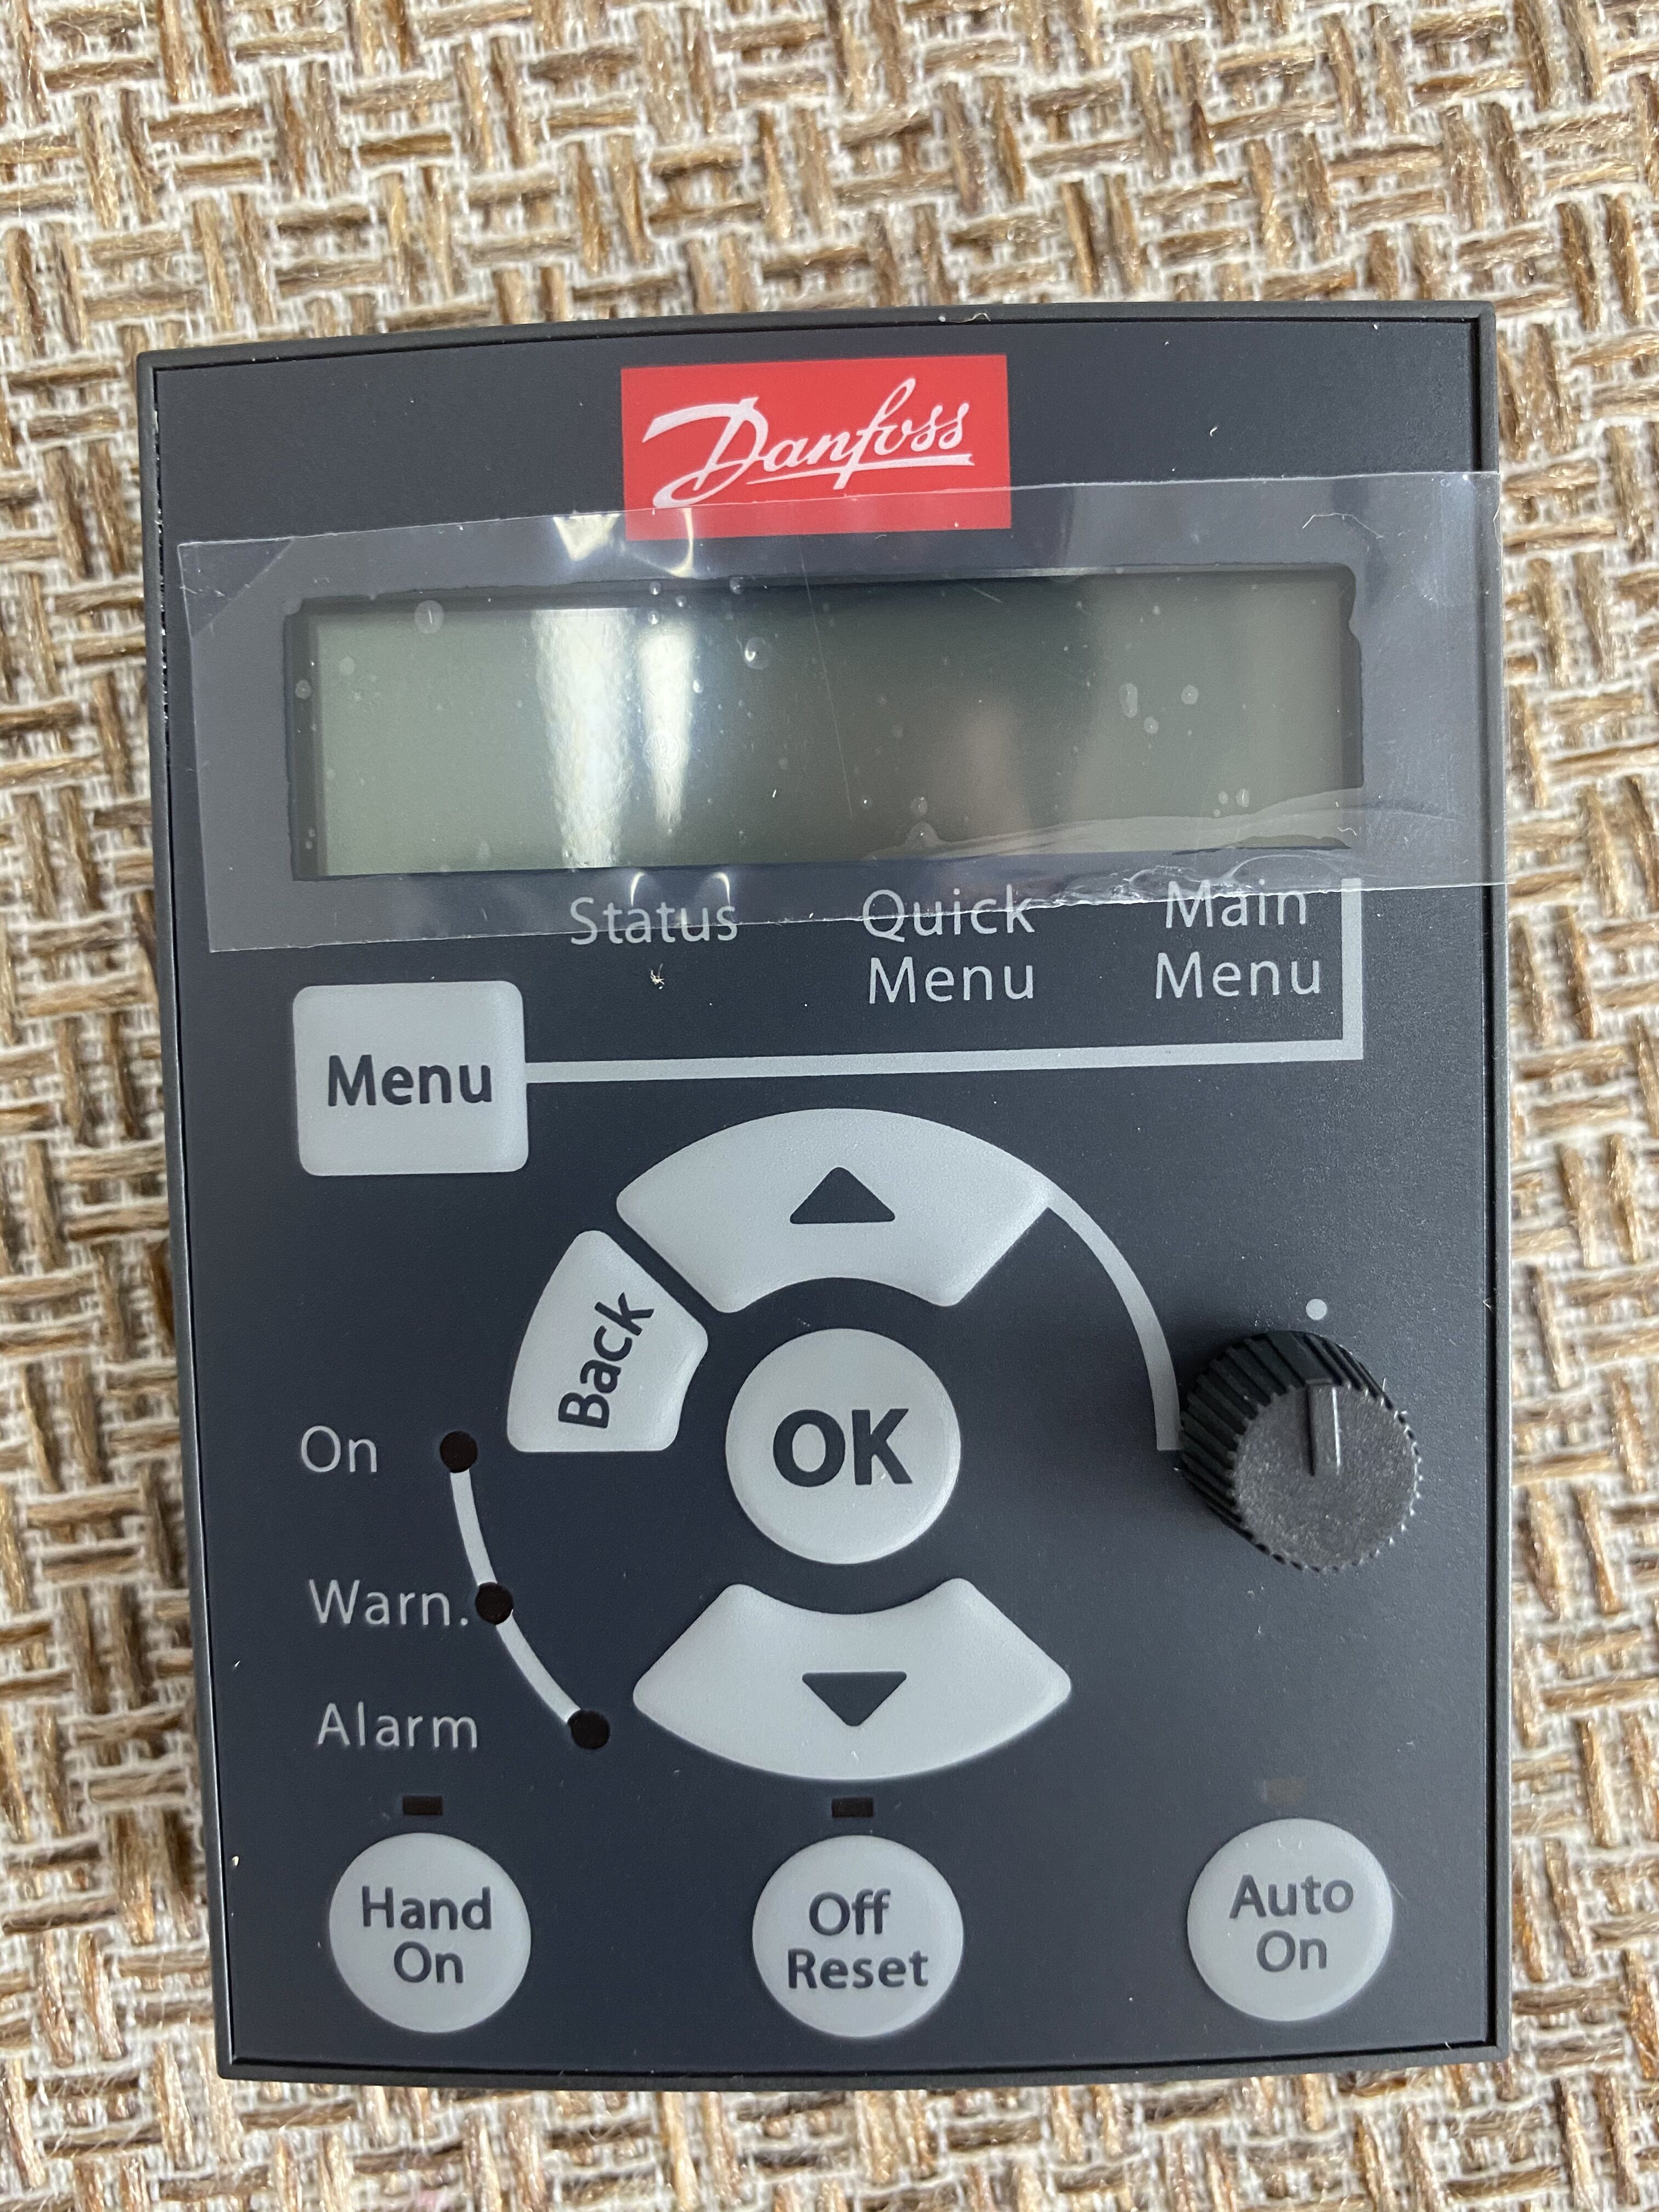 Danfoss
Status
Quick
Menu
Main
Menu
Menu
Back
OK
On
Warn.
Alarm
Hand
On
Off
Reset
Auto
On